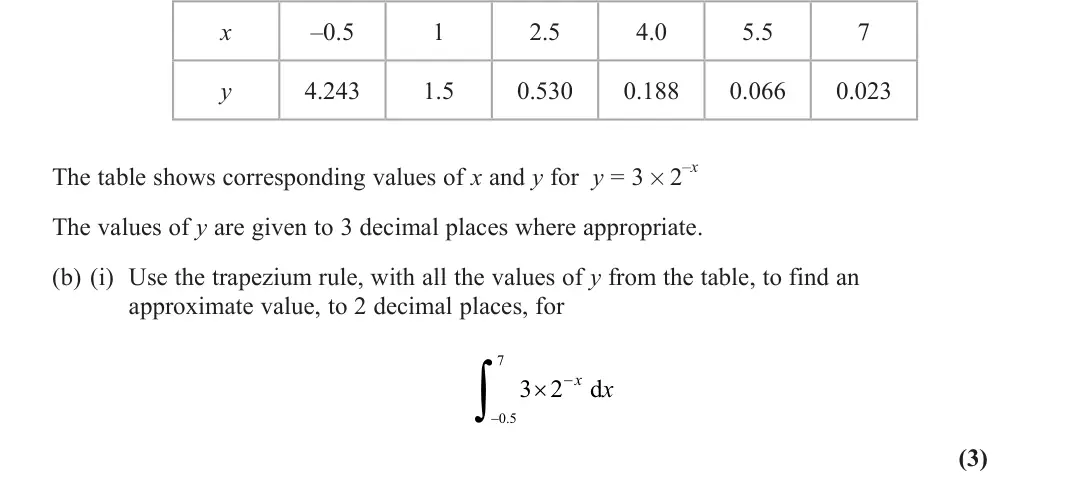 x –0.5 1 2.5 4.0 5.5 7
y 4.243 1.5 0.530 0.188 0.066 0.023
The table shows corresponding values of x and y for y = 3 × 2⁻ˣ
The values of y are given to 3 decimal places where appropriate.
(b) (i) Use the trapezium rule, with all the values of y from the table, to find an
approximate value, to 2 decimal places, for
∫₋₀.₅⁷ 3×2⁻ˣ dx
(3)